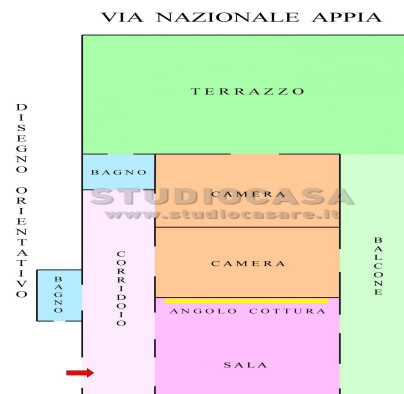 VIA NAZIONALE APPIA
TERRAZZO
DISEGNO ORIENTATIVO
BAGNO
CAMERA
STUDIOCASA
www.studiocasare.it
CORRIDOIO
CAMERA
BALCONE
BAGNO
ANGOLO COTTURA
SALA